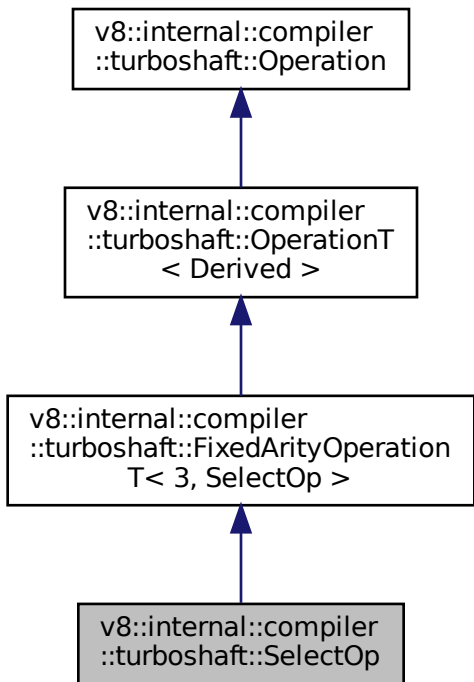 v8::internal::compiler
::turboshaft::Operation
v8::internal::compiler
::turboshaft::OperationT
< Derived >
v8::internal::compiler
::turboshaft::FixedArityOperation
T< 3, SelectOp >
v8::internal::compiler
::turboshaft::SelectOp